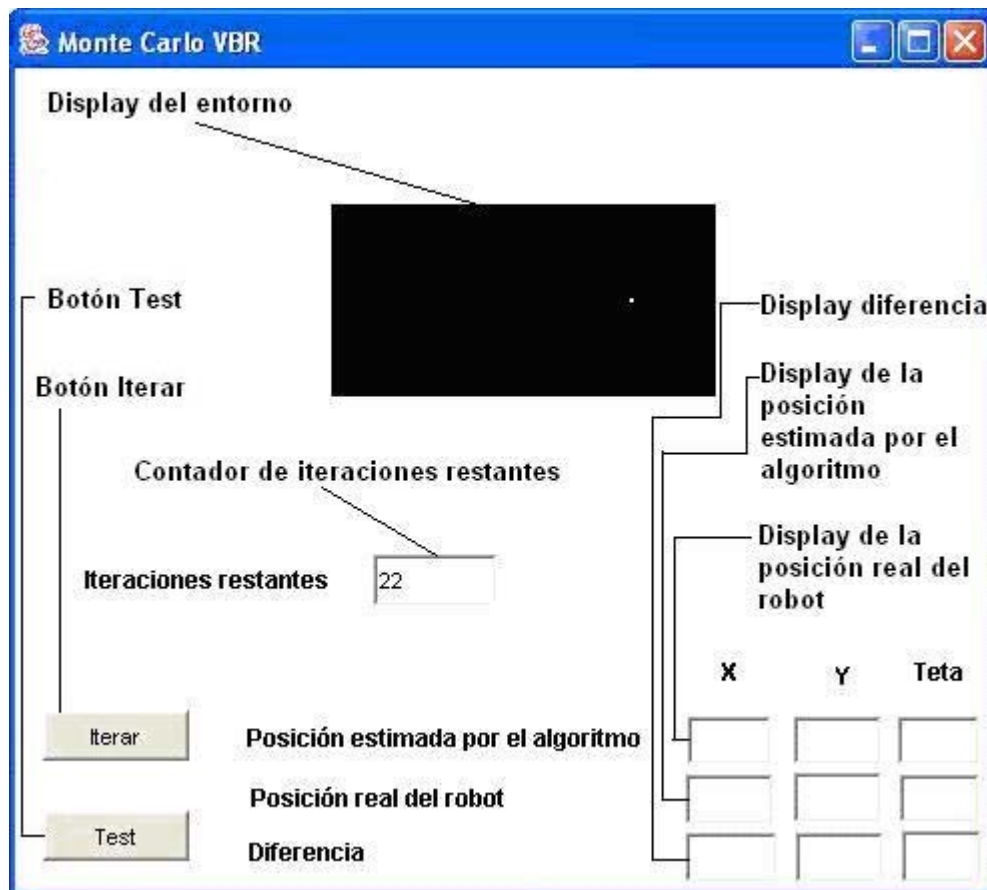 Monte Carlo VBR
Display del entorno
Botón Test
Display diferencia
Botón Iterar
Display de la
posición
estimada por el
algoritmo
Contador de iteraciones restantes
Display de la
posición real del
robot
Iteraciones restantes
22
X
Y
Teta
Iterar
Posición estimada por el algoritmo
Posición real del robot
Test
Diferencia